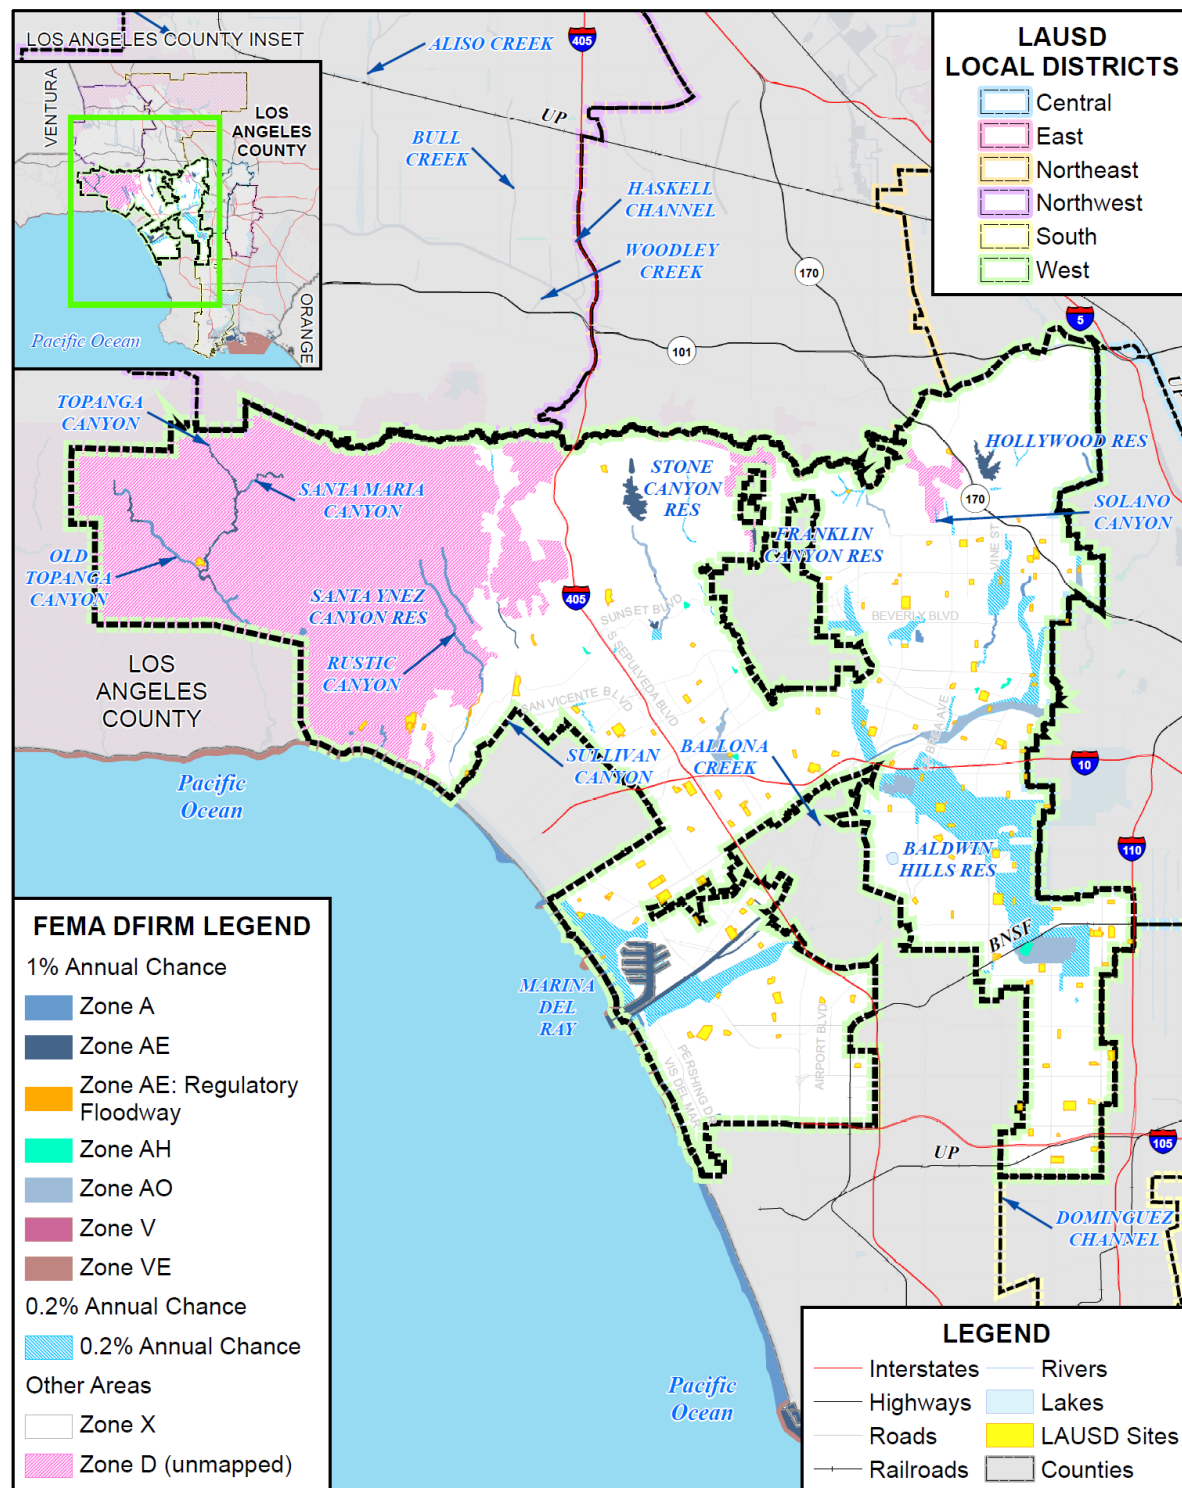 LOS ANGELES COUNTY INSET
VENTURA
LOS
ANGELES
COUNTY
ORANGE
Pacific Ocean
ALISO CREEK
405
UP
BULL
CREEK
HASKELL
CHANNEL
WOODLEY
CREEK
170
101
5
UP
LAUSD
LOCAL DISTRICTS
Central
East
Northeast
Northwest
South
West
TOPANGA
CANYON
SANTA MARIA
CANYON
OLD
TOPANGA
CANYON
SANTA YNEZ
CANYON RES
RUSTIC
CANYON
STONE
CANYON
RES
HOLLYWOOD RES
170
SOLANO
CANYON
FRANKLIN
CANYON RES
VINE ST
405
SUNSET BLVD
BEVERLY BLVD
S SEPULVEDA BLVD
SAN VICENTE BLVD
LA BREA AVE
LOS
ANGELES
COUNTY
Pacific
Ocean
SULLIVAN
CANYON
BALLONA
CREEK
10
110
BALDWIN
HILLS RES
BNSF
MARINA
DEL
RAY
PERSHING DR
VIS DEL MAR
AIRPORT BLVD
UP
105
DOMINGUEZ
CHANNEL
Pacific
Ocean
FEMA DFIRM LEGEND
1% Annual Chance
Zone A
Zone AE
Zone AE: Regulatory
Floodway
Zone AH
Zone AO
Zone V
Zone VE
0.2% Annual Chance
0.2% Annual Chance
Other Areas
Zone X
Zone D (unmapped)
LEGEND
Interstates
Highways
Roads
Railroads
Rivers
Lakes
LAUSD Sites
Counties